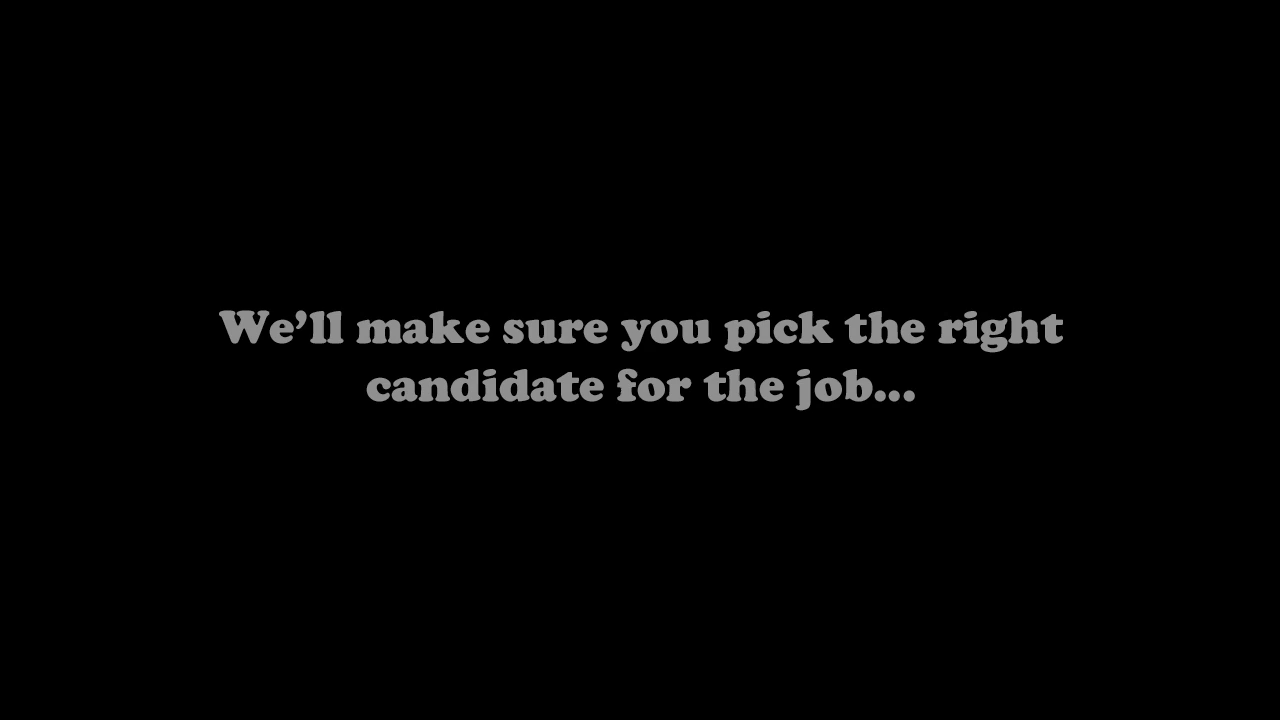 We’ll make sure you pick the right
candidate for the job...